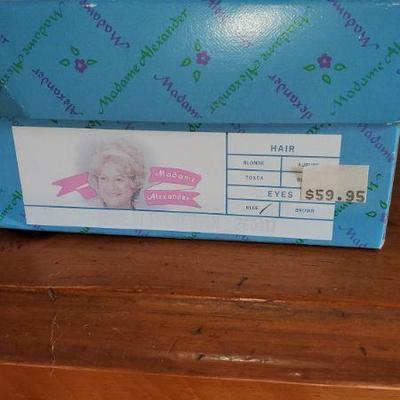 Madame Alexander
HAIR
BLONDE
TOSCA
EYES
BLUE
BROWN
$59.95
Madame
Alexander